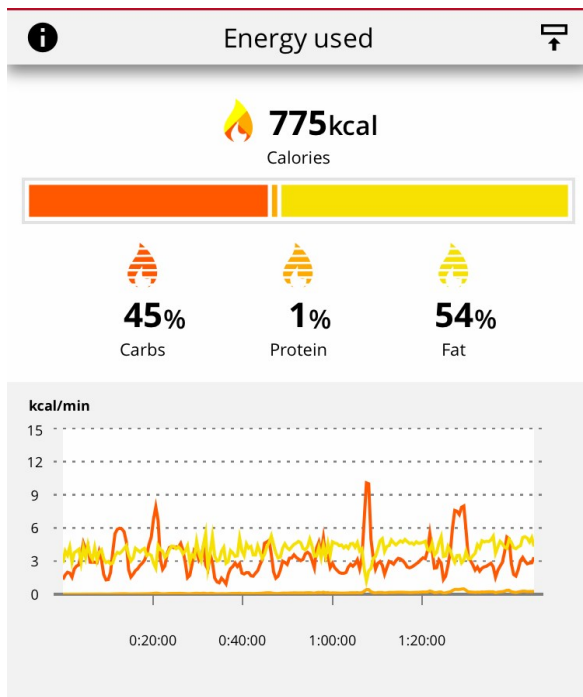 Energy used
775kcal
Calories
45% 1% 54%
Carbs Protein Fat
kcal/min
15
12
9
6
3
0
0:20:00 0:40:00 1:00:00 1:20:00